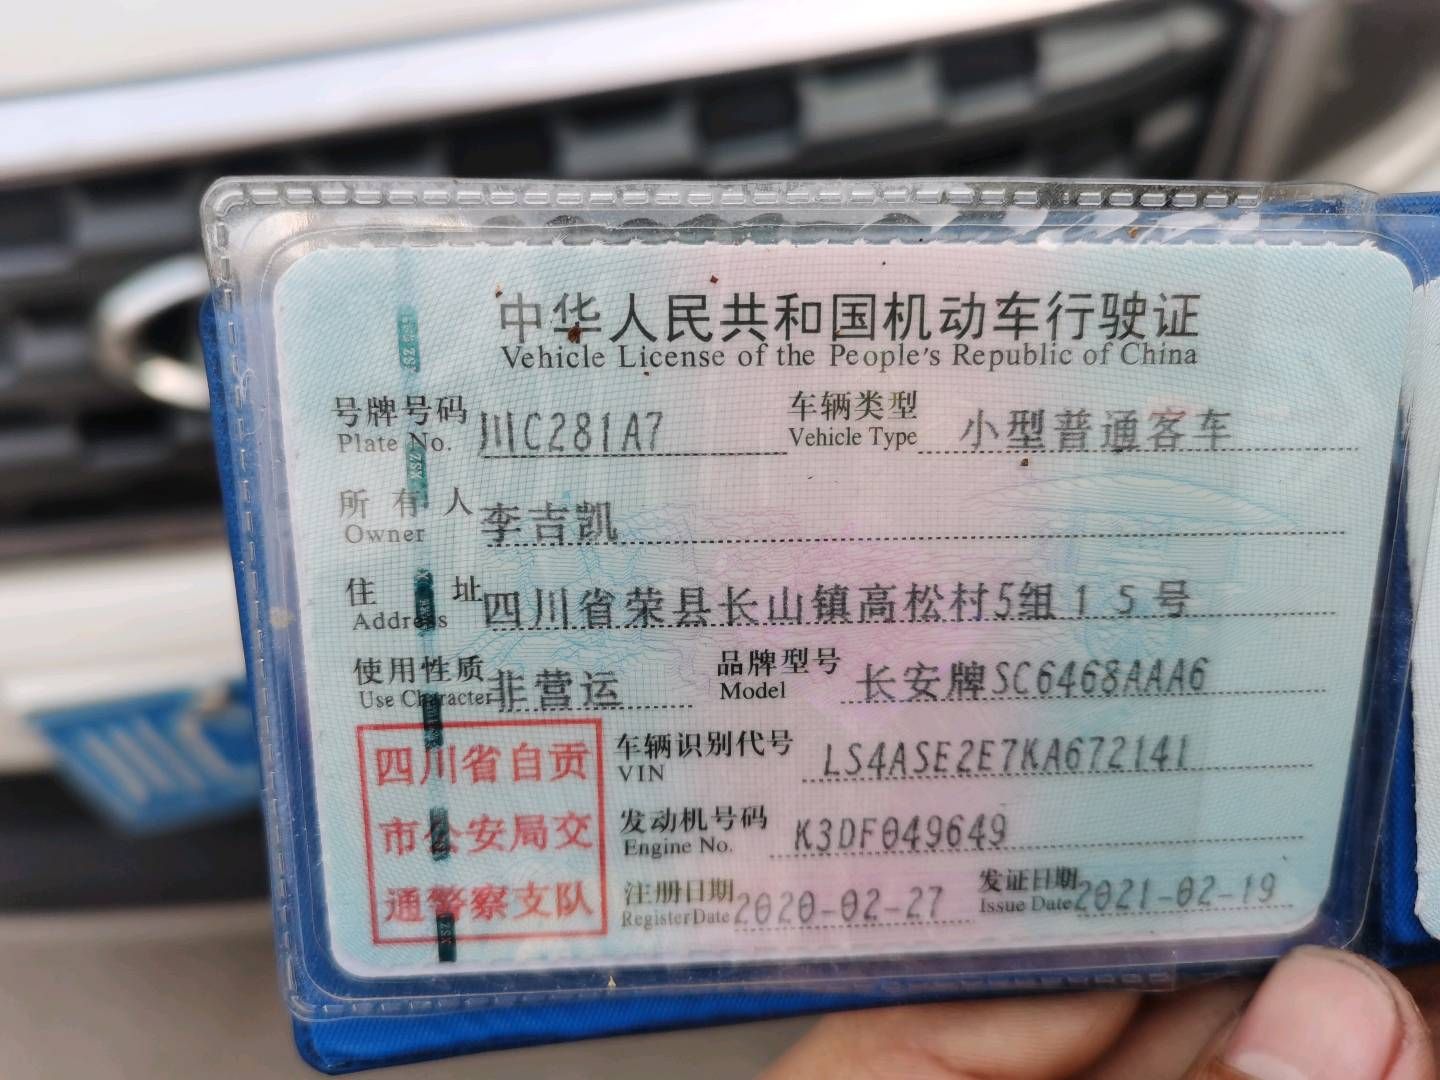 中华人民共和国机动车行驶证
Vehicle License of the People's Republic of China
号牌号码 川C281A7 车辆类型 小型普通客车
Plate No. Vehicle Type
所有人 李吉凯
Owner
住址 四川省荣县长山镇高松村5组15号
Address
使用性质 非营运 品牌型号 长安牌SC6468AAA6
Use Character Model
四川省自贡
市公安局交
通警察支队
车辆识别代号 LS4ASE2E7KA672141
VIN
发动机号码 K3DF049649
Engine No.
注册日期 2020-02-27 发证日期 2021-02-19
Register Date Issue Date
川C